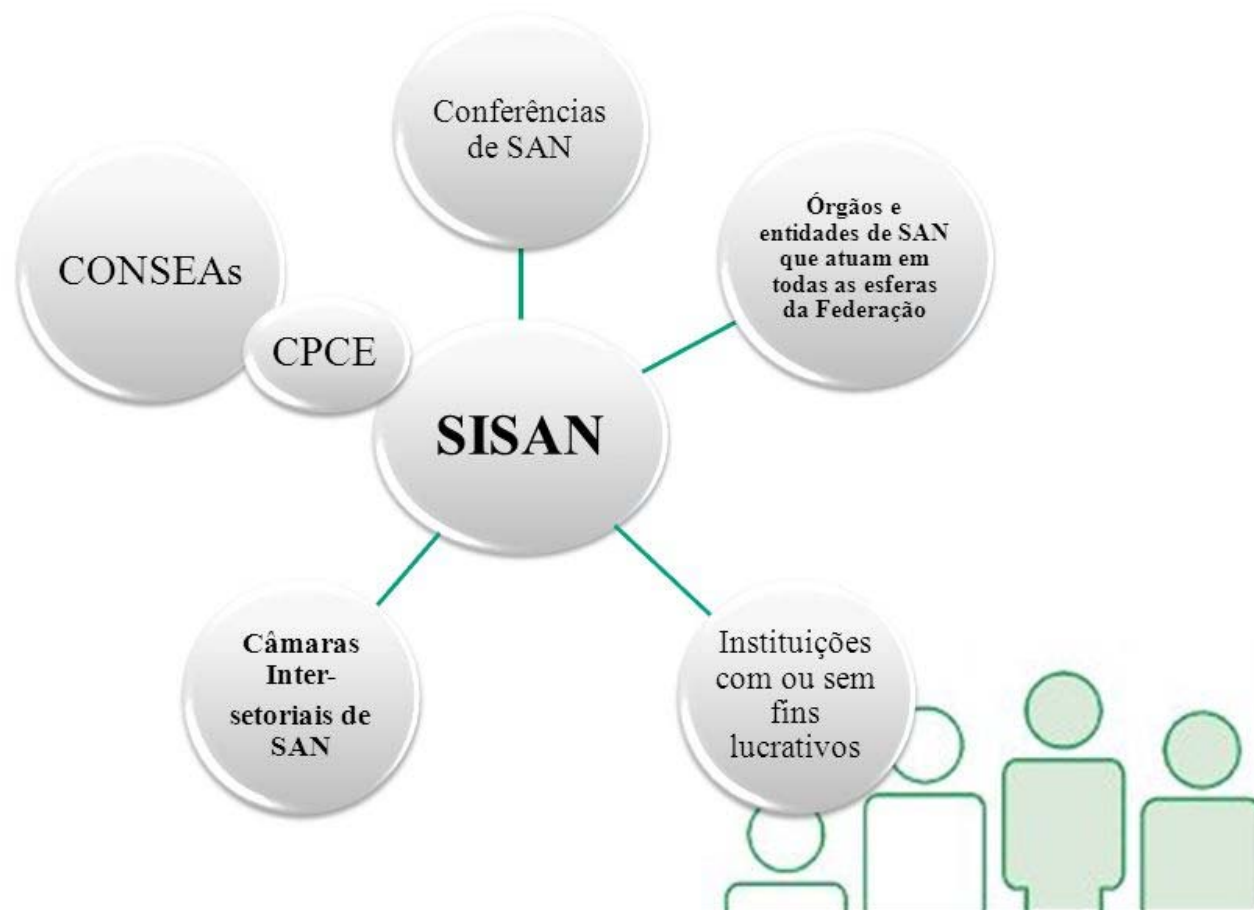 Conferências
de SAN
CONSEAs
CPCE
Órgãos e
entidades de SAN
que atuam em
todas as esferas
da Federação
SISAN
Câmaras
Inter-
setoriais de
SAN
Instituições
com ou sem
fins
lucrativos